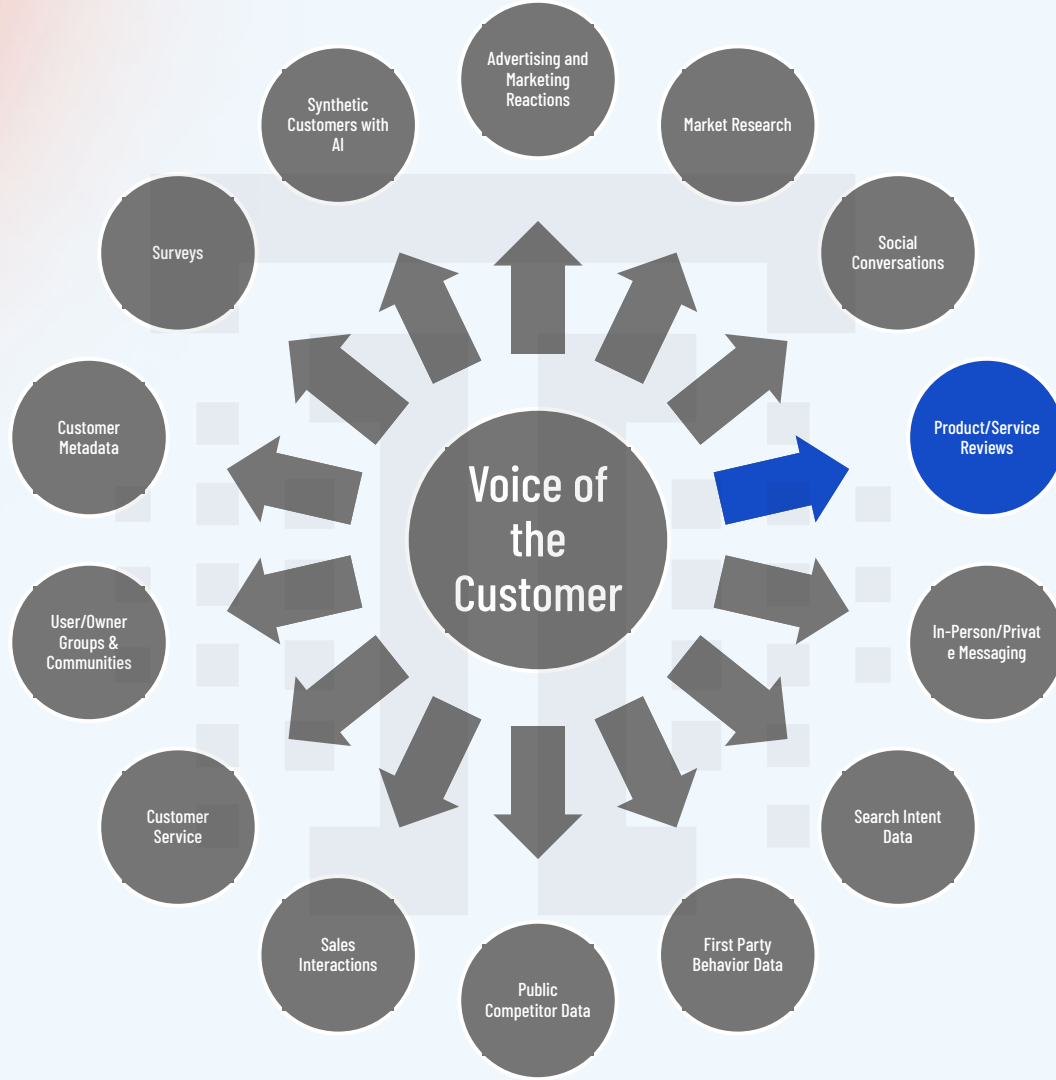 Voice of
the
Customer
Advertising and
Marketing
Reactions
Market Research
Social
Conversations
Product/Service
Reviews
In-Person/Privat
e Messaging
Search Intent
Data
First Party
Behavior Data
Public
Competitor Data
Sales
Interactions
Customer
Service
User/Owner
Groups &
Communities
Customer
Metadata
Surveys
Synthetic
Customers with
AI